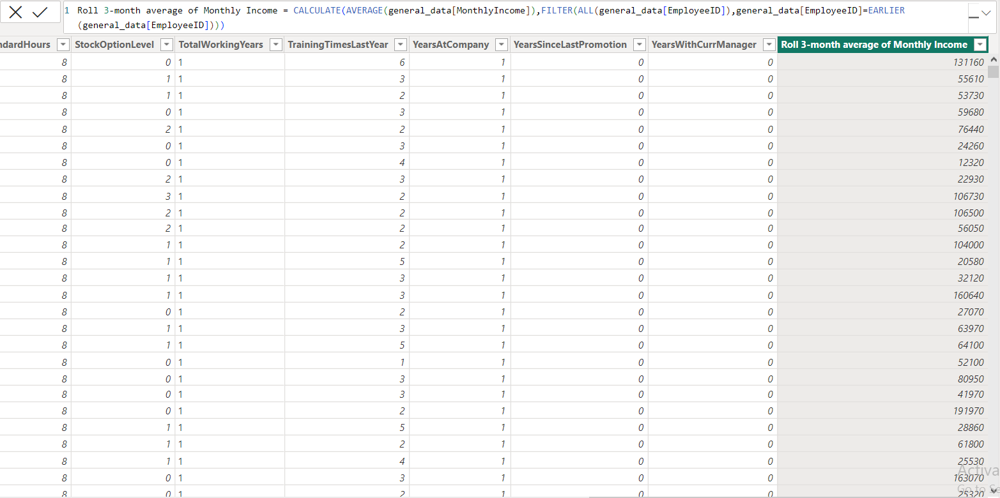 1 Roll 3-month average of Monthly Income = CALCULATE(AVERAGE(general_data[MonthlyIncome]),FILTER(ALL(general_data[EmployeeID]),general_data[EmployeeID]=EARLIER
(general_data[EmployeeID])))
ndardHours StockOptionLevel TotalWorkingYears TrainingTimesLastYear YearsAtCompany YearsSinceLastPromotion YearsWithCurrManager Roll 3-month average of Monthly Income
8 0 1 6 1 0 0 131160
8 1 1 3 1 0 0 55610
8 1 1 2 1 0 0 53730
8 0 1 3 1 0 0 59680
8 2 1 2 1 0 0 76440
8 0 1 3 1 0 0 24260
8 0 1 4 1 0 0 12320
8 2 1 3 1 0 0 22930
8 3 1 2 1 0 0 106730
8 2 1 2 1 0 0 106500
8 2 1 2 1 0 0 56050
8 1 1 2 1 0 0 104000
8 1 1 5 1 0 0 20580
8 1 1 3 1 0 0 32120
8 1 1 3 1 0 0 160640
8 0 1 2 1 0 0 27070
8 1 1 3 1 0 0 63970
8 1 1 5 1 0 0 64100
8 0 1 1 1 0 0 52100
8 0 1 3 1 0 0 80950
8 0 1 3 1 0 0 41970
8 0 1 2 1 0 0 191970
8 1 1 5 1 0 0 28860
8 1 1 2 1 0 0 61800
8 1 1 4 1 0 0 25530
Activa
8 0 1 3 1 0 0 163070
Go to Se
8 0 1 2 1 0 0 25320